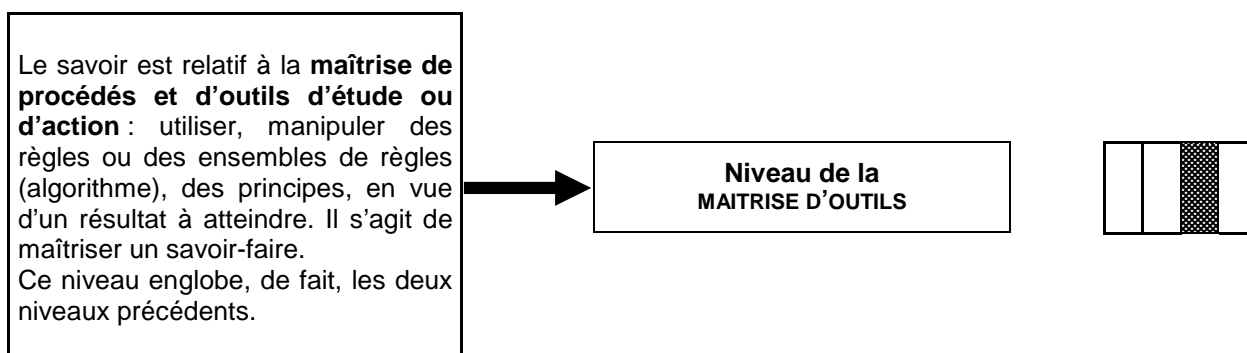 Le savoir est relatif à la maîtrise de
procédés et d'outils d'étude ou
d'action : utiliser, manipuler des
règles ou des ensembles de règles
(algorithme), des principes, en vue
d'un résultat à atteindre. Il s'agit de
maîtriser un savoir-faire.
Ce niveau englobe, de fait, les deux
niveaux précédents.
Niveau de la
MAITRISE D'OUTILS